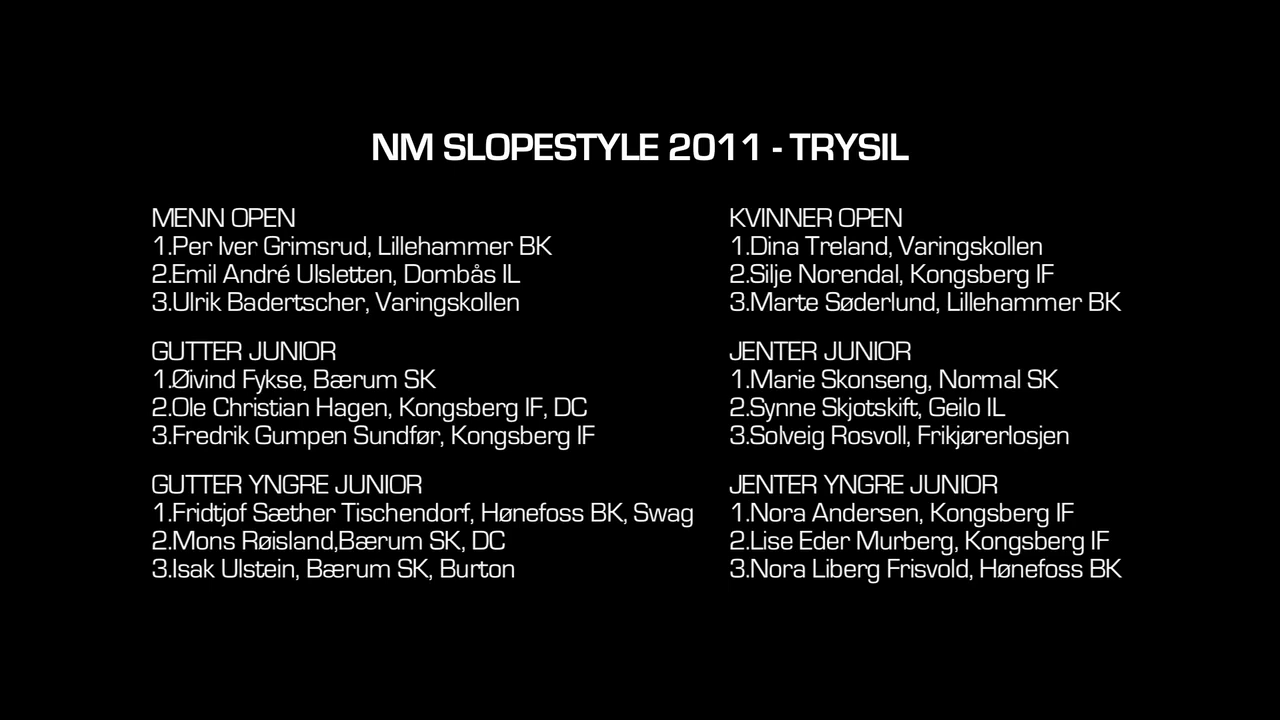 NM SLOPESTYLE 2011 - TRYSIL
MENN OPEN
1.Per Iver Grimsrud, Lillehammer BK
2.Emil André Ulsletten, Dombås IL
3.Ulrik Badertscher, Varingskollen
GUTTER JUNIOR
1.Øivind Fykse, Bærum SK
2.Ole Christian Hagen, Kongsberg IF, DC
3.Fredrik Gumpen Sundfør, Kongsberg IF
GUTTER YNGRE JUNIOR
1.Fridtjof Sæther Tischendorf, Hønefoss BK, Swag
2.Mons Røisland,Bærum SK, DC
3.Isak Ulstein, Bærum SK, Burton
KVINNER OPEN
1.Dina Treland, Varingskollen
2.Silje Norendal, Kongsberg IF
3.Marte Søderlund, Lillehammer BK
JENTER JUNIOR
1.Marie Skonseng, Normal SK
2.Synne Skjotskift, Geilo IL
3.Solveig Rosvoll, Frikjørerlosjen
JENTER YNGRE JUNIOR
1.Nora Andersen, Kongsberg IF
2.Lise Eder Murberg, Kongsberg IF
3.Nora Liberg Frisvold, Hønefoss BK